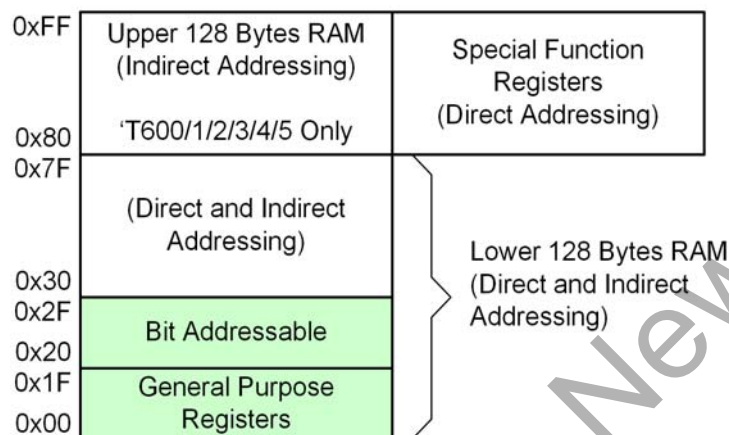 0xFF
Upper 128 Bytes RAM
(Indirect Addressing)
'T600/1/2/3/4/5 Only
Special Function
Registers
(Direct Addressing)
0x80
0x7F
(Direct and Indirect
Addressing)
0x30
Lower 128 Bytes RAM
(Direct and Indirect
Addressing)
0x2F
Bit Addressable
0x20
0x1F
General Purpose
Registers
0x00
New